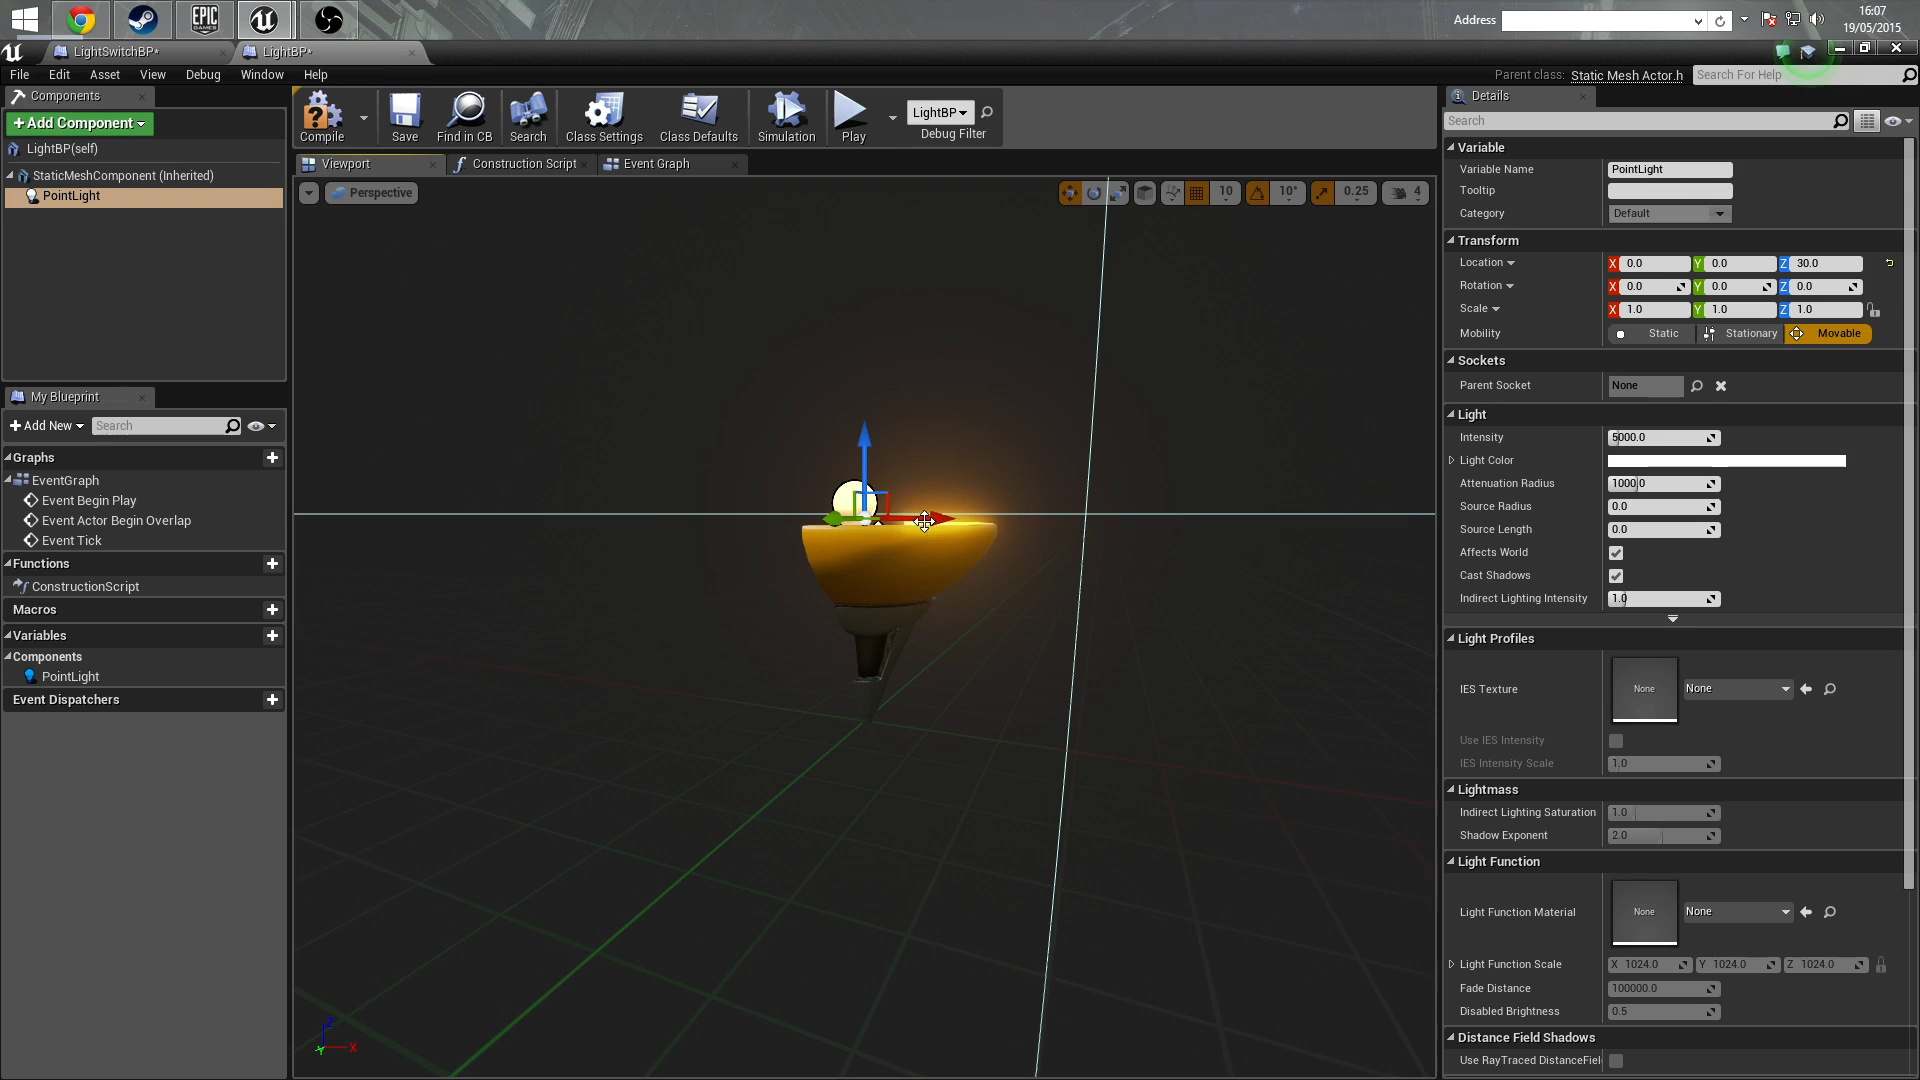 Address
16:07
19/05/2015
EPIC
GAMES
LightSwitchBP*
LightBP*
File Edit Asset View Debug Window Help
Parent class: Static Mesh Actor.h
Search For Help
Components
+ Add Component
LightBP(self)
StaticMeshComponent (Inherited)
PointLight
Compile
Save
Find in CB
Search
Class Settings
Class Defaults
Simulation
Play
LightBP
Debug Filter
Viewport
Construction Script
Event Graph
Perspective
10
10°
0.25
4
My Blueprint
+ Add New
Search
Graphs
EventGraph
Event Begin Play
Event Actor Begin Overlap
Event Tick
Functions
ConstructionScript
Macros
Variables
Components
PointLight
Event Dispatchers
Z
X
Y
Details
Search
Variable
Variable Name PointLight
Tooltip
Category Default
Transform
Location X 0.0 Y 0.0 Z 30.0
Rotation X 0.0 Y 0.0 Z 0.0
Scale X 1.0 Y 1.0 Z 1.0
Mobility Static Stationary Movable
Sockets
Parent Socket None
Light
Intensity 5000.0
Light Color
Attenuation Radius 1000.0
Source Radius 0.0
Source Length 0.0
Affects World
Cast Shadows
Indirect Lighting Intensity 1.0
Light Profiles
IES Texture None None
Use IES Intensity
IES Intensity Scale 1.0
Lightmass
Indirect Lighting Saturation 1.0
Shadow Exponent 2.0
Light Function
Light Function Material None None
Light Function Scale X 1024.0 Y 1024.0 Z 1024.0
Fade Distance 100000.0
Disabled Brightness 0.5
Distance Field Shadows
Use RayTraced DistanceFiel